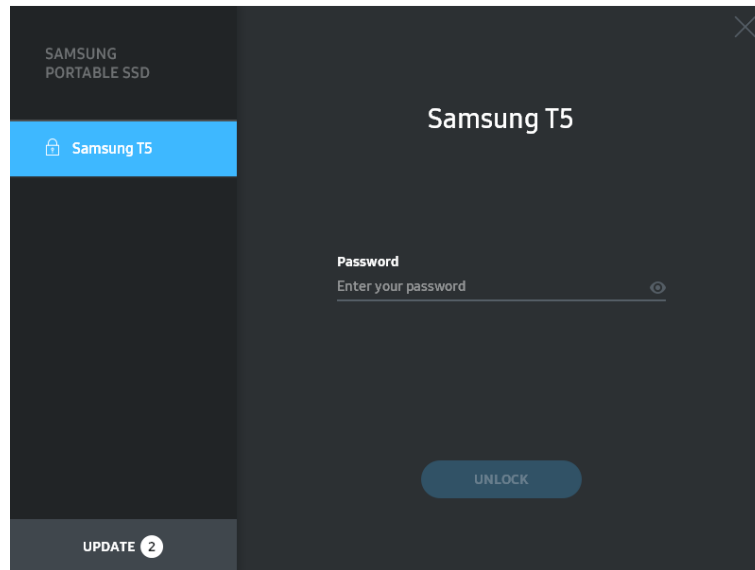 SAMSUNG
PORTABLE SSD
Samsung T5
Samsung T5
Password
Enter your password
UNLOCK
UPDATE 2